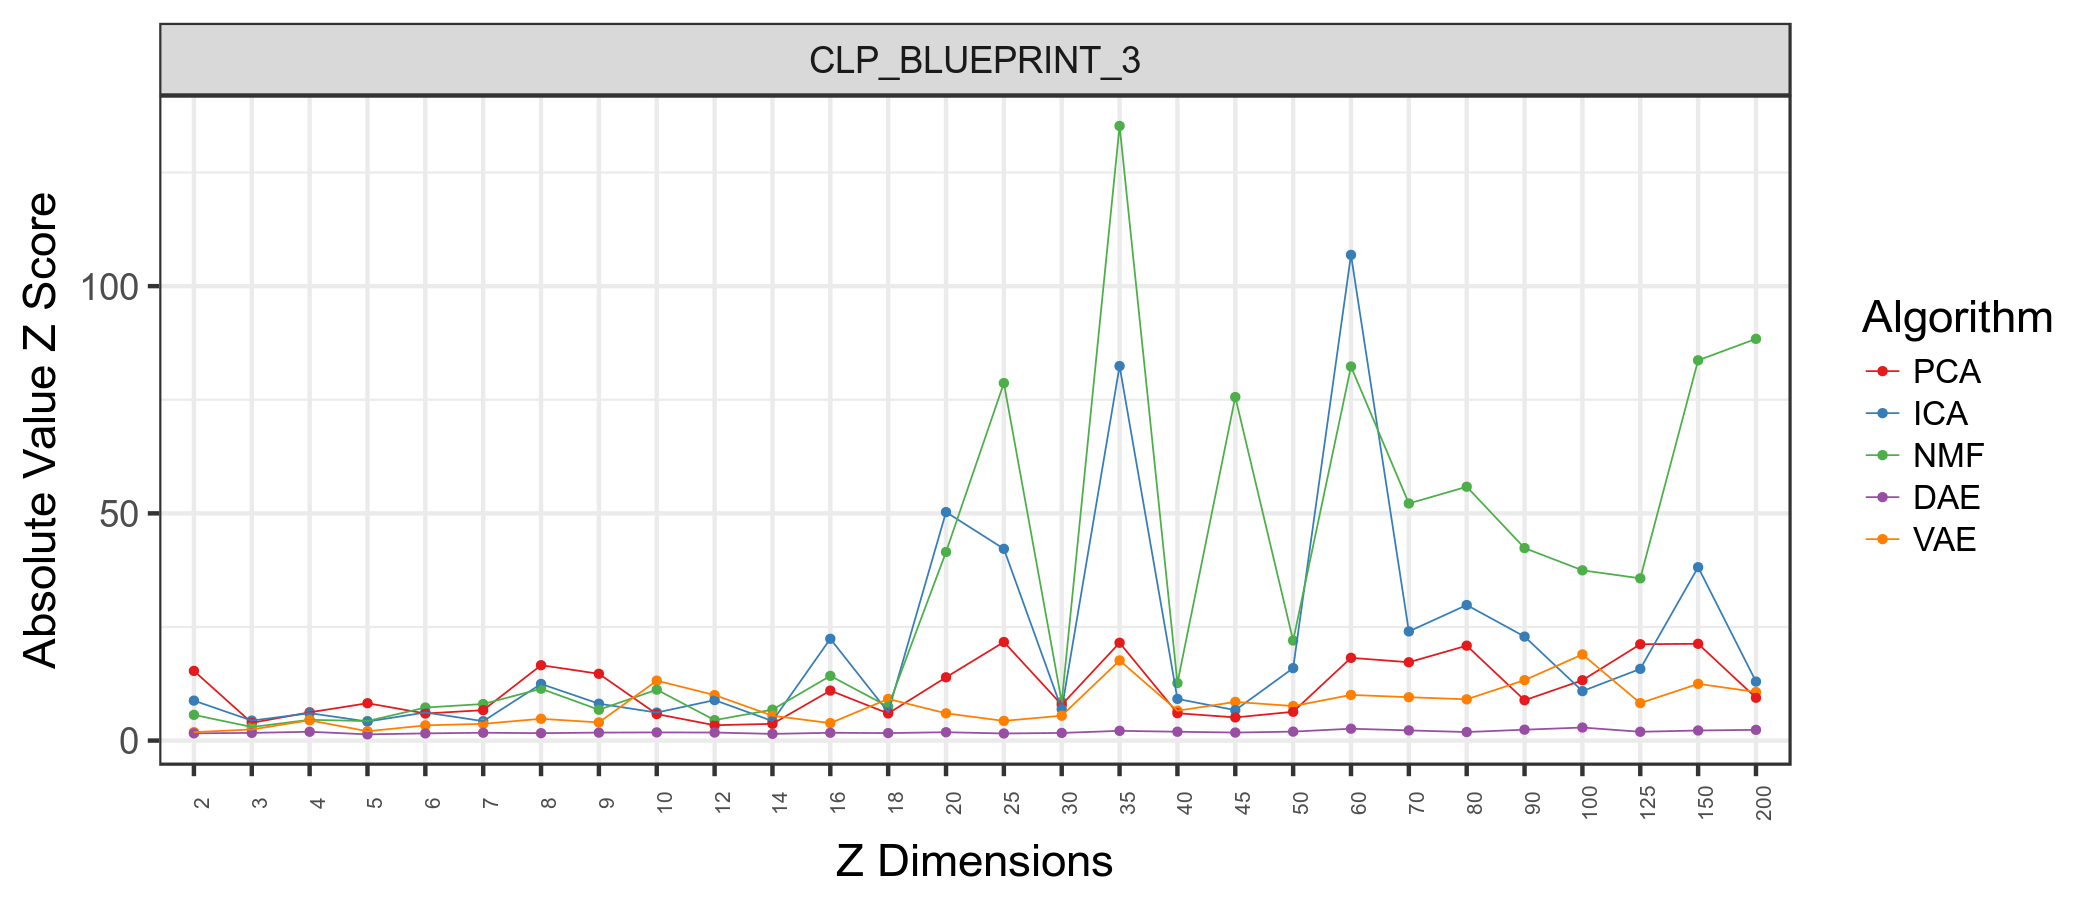 CLP_BLUEPRINT_3
Absolute Value Z Score
100
50
0
2 3 4 5 6 7 8 9 10 12 14 16 18 20 25 30 35 40 45 50 60 70 80 90 100 125 150 200
Z Dimensions
Algorithm
PCA
ICA
NMF
DAE
VAE